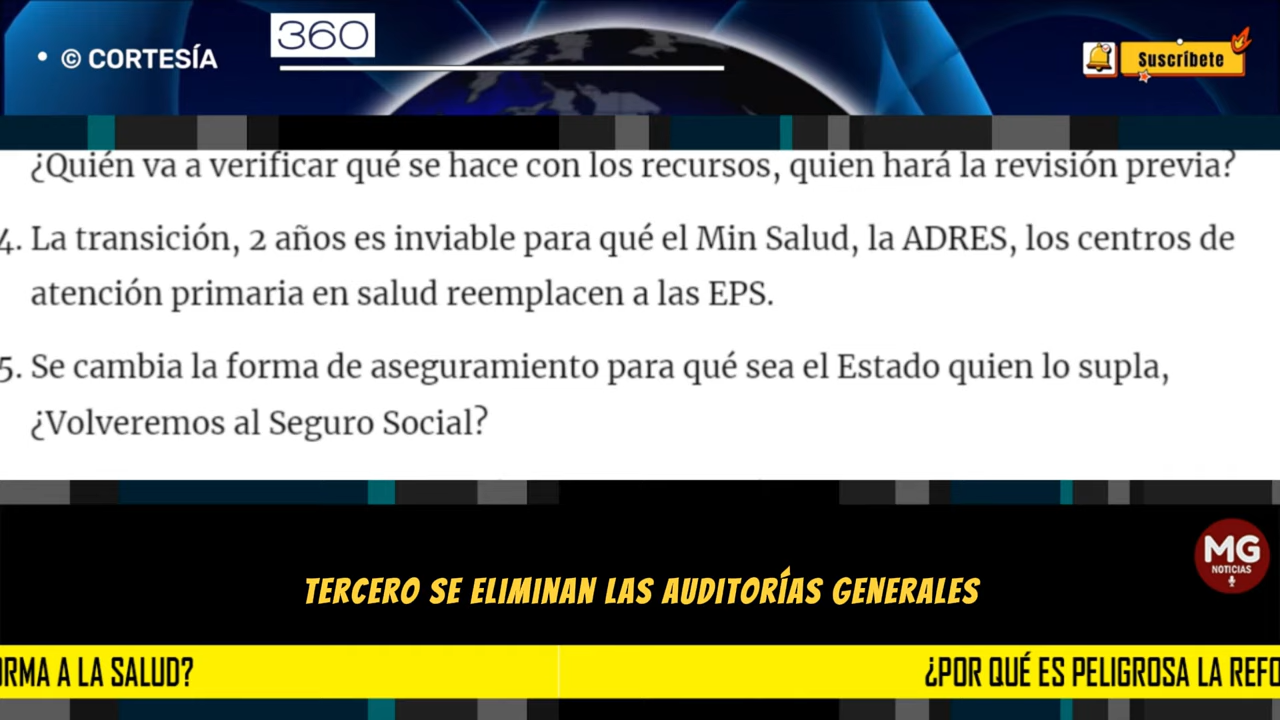 • © CORTESÍA
360
Suscríbete
¿Quién va a verificar qué se hace con los recursos, quien hará la revisión previa?
4. La transición, 2 años es inviable para qué el Min Salud, la ADRES, los centros de
atención primaria en salud reemplacen a las EPS.
5. Se cambia la forma de aseguramiento para qué sea el Estado quien lo supla,
¿Volveremos al Seguro Social?
MG
NOTICIAS
TERCERO SE ELIMINAN LAS AUDITORÍAS GENERALES
ORMA A LA SALUD?
¿POR QUÉ ES PELIGROSA LA REFO